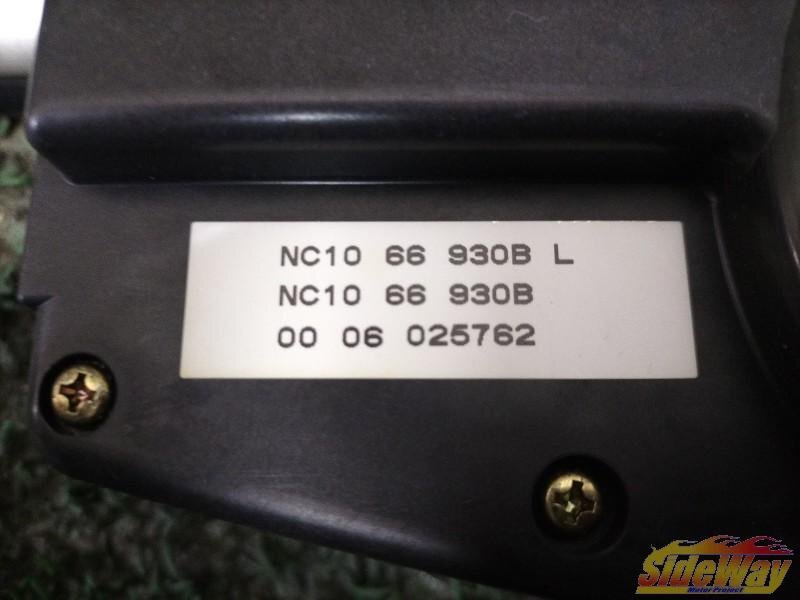 NC10 66 930B L
NC10 66 930B
00 06 025762
SideWay
Motor Project